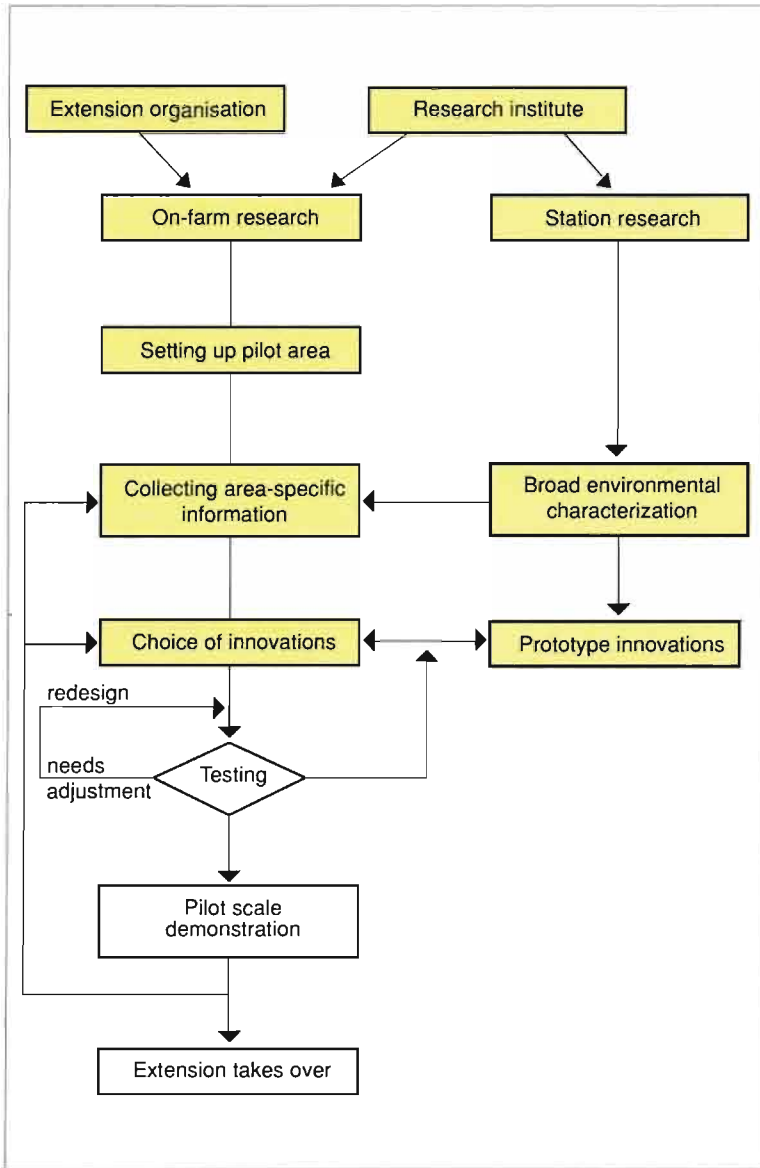 Extension organisation
Research institute
On-farm research
Station research
Setting up pilot area
Collecting area-specific
information
Broad environmental
characterization
Choice of innovations
Prototype innovations
redesign
needs
adjustment
Testing
Pilot scale
demonstration
Extension takes over